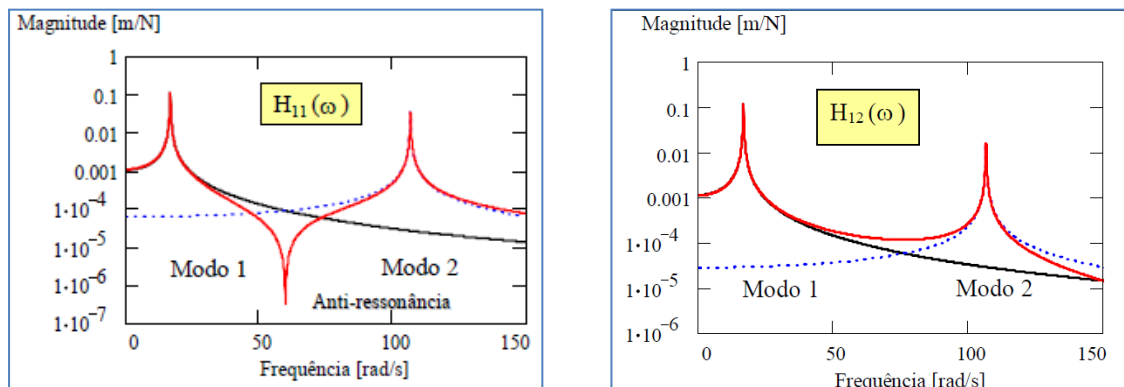 Magnitude [m/N]
H₁₁(ω)
1
0.1
0.01
0.001
1·10⁻⁴
1·10⁻⁵
1·10⁻⁶
1·10⁻⁷
Modo 1
Modo 2
Anti-ressonância
0
50
100
150
Frequência [rad/s]
Magnitude [m/N]
H₁₂(ω)
1
0.1
0.01
0.001
1·10⁻⁴
1·10⁻⁵
1·10⁻⁶
Modo 1
Modo 2
0
50
100
150
Frequência [rad/s]